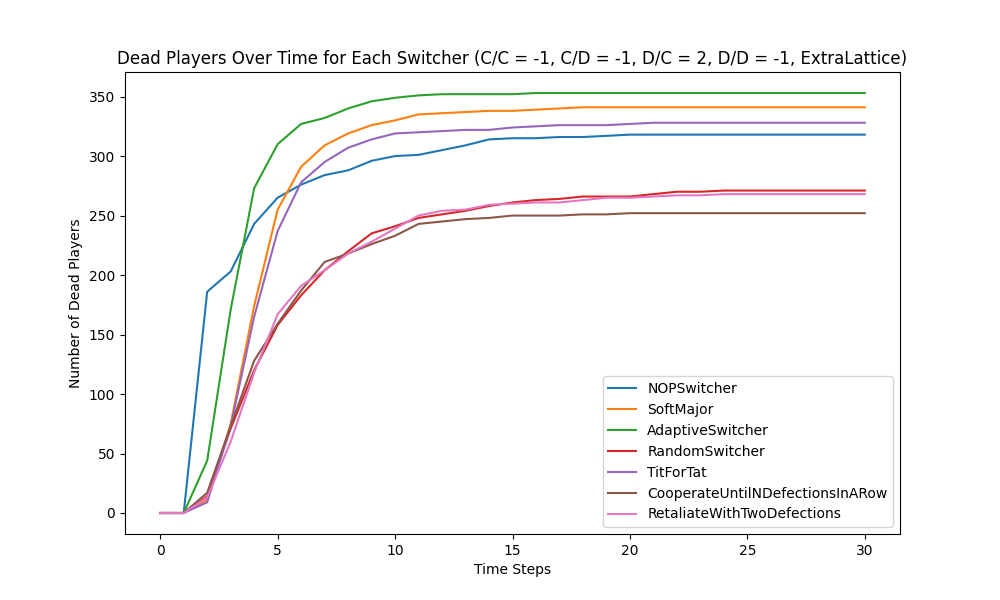 Dead Players Over Time for Each Switcher (C/C = -1, C/D = -1, D/C = 2, D/D = -1, ExtraLattice)
Number of Dead Players
350
300
250
200
150
100
50
0
NOPSwitcher
SoftMajor
AdaptiveSwitcher
RandomSwitcher
TitForTat
CooperateUntilNDefectionsInARow
RetaliateWithTwoDefections
0 5 10 15 20 25 30
Time Steps